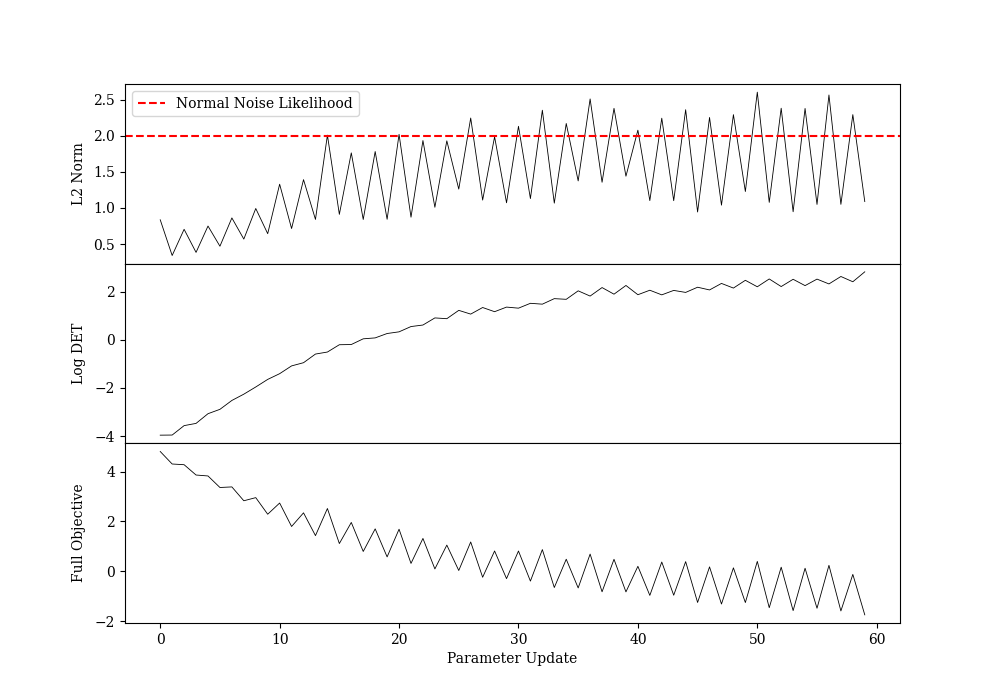 2.5
Normal Noise Likelihood
2.0
1.5
1.0
0.5
L2 Norm
2
0
−2
−4
Log DET
4
2
0
−2
Full Objective
0 10 20 30 40 50 60
Parameter Update